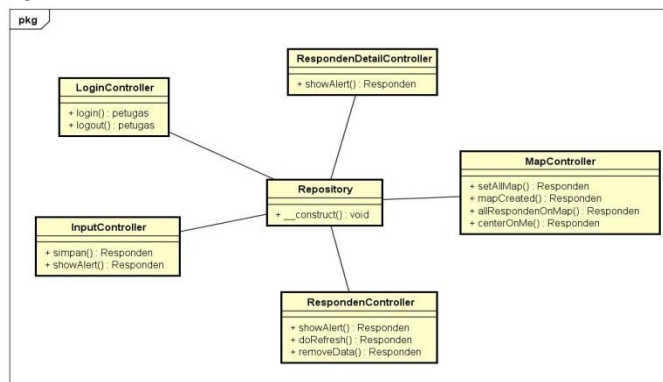 pkg
RespondenDetailController
+ showAlert() : Responden
LoginController
+ login() : petugas
+ logout() : petugas
MapController
+ setAllMap() : Responden
+ mapCreated() : Responden
+ allRespondenOnMap() : Responden
+ centerOnMe() : Responden
Repository
+ __construct() : void
InputController
+ simpan() : Responden
+ showAlert() : Responden
RespondenController
+ showAlert() : Responden
+ doRefresh() : Responden
+ removeData() : Responden